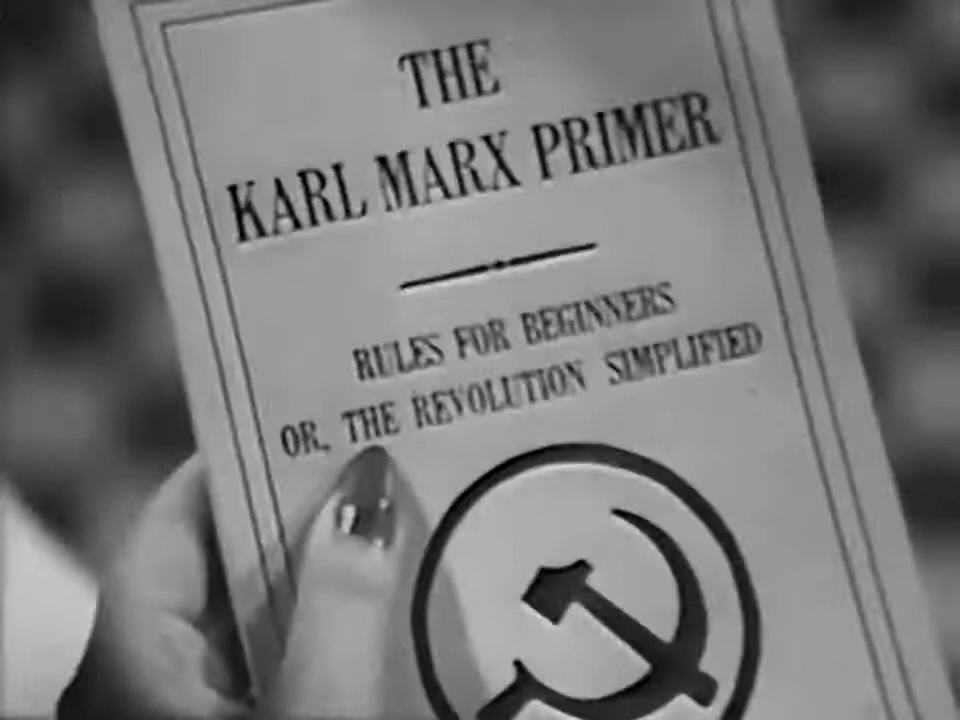 THE
KARL MARX PRIMER
RULES FOR BEGINNERS
OR, THE REVOLUTION SIMPLIFIED